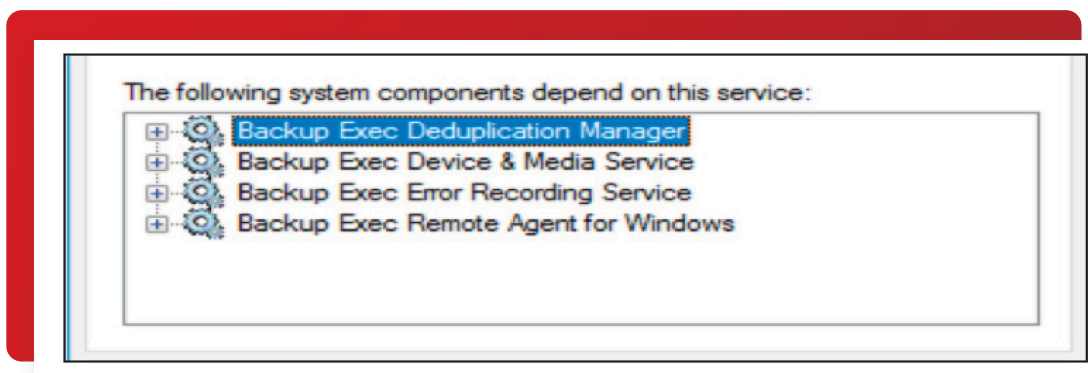 The following system components depend on this service:
Backup Exec Deduplication Manager
Backup Exec Device & Media Service
Backup Exec Error Recording Service
Backup Exec Remote Agent for Windows